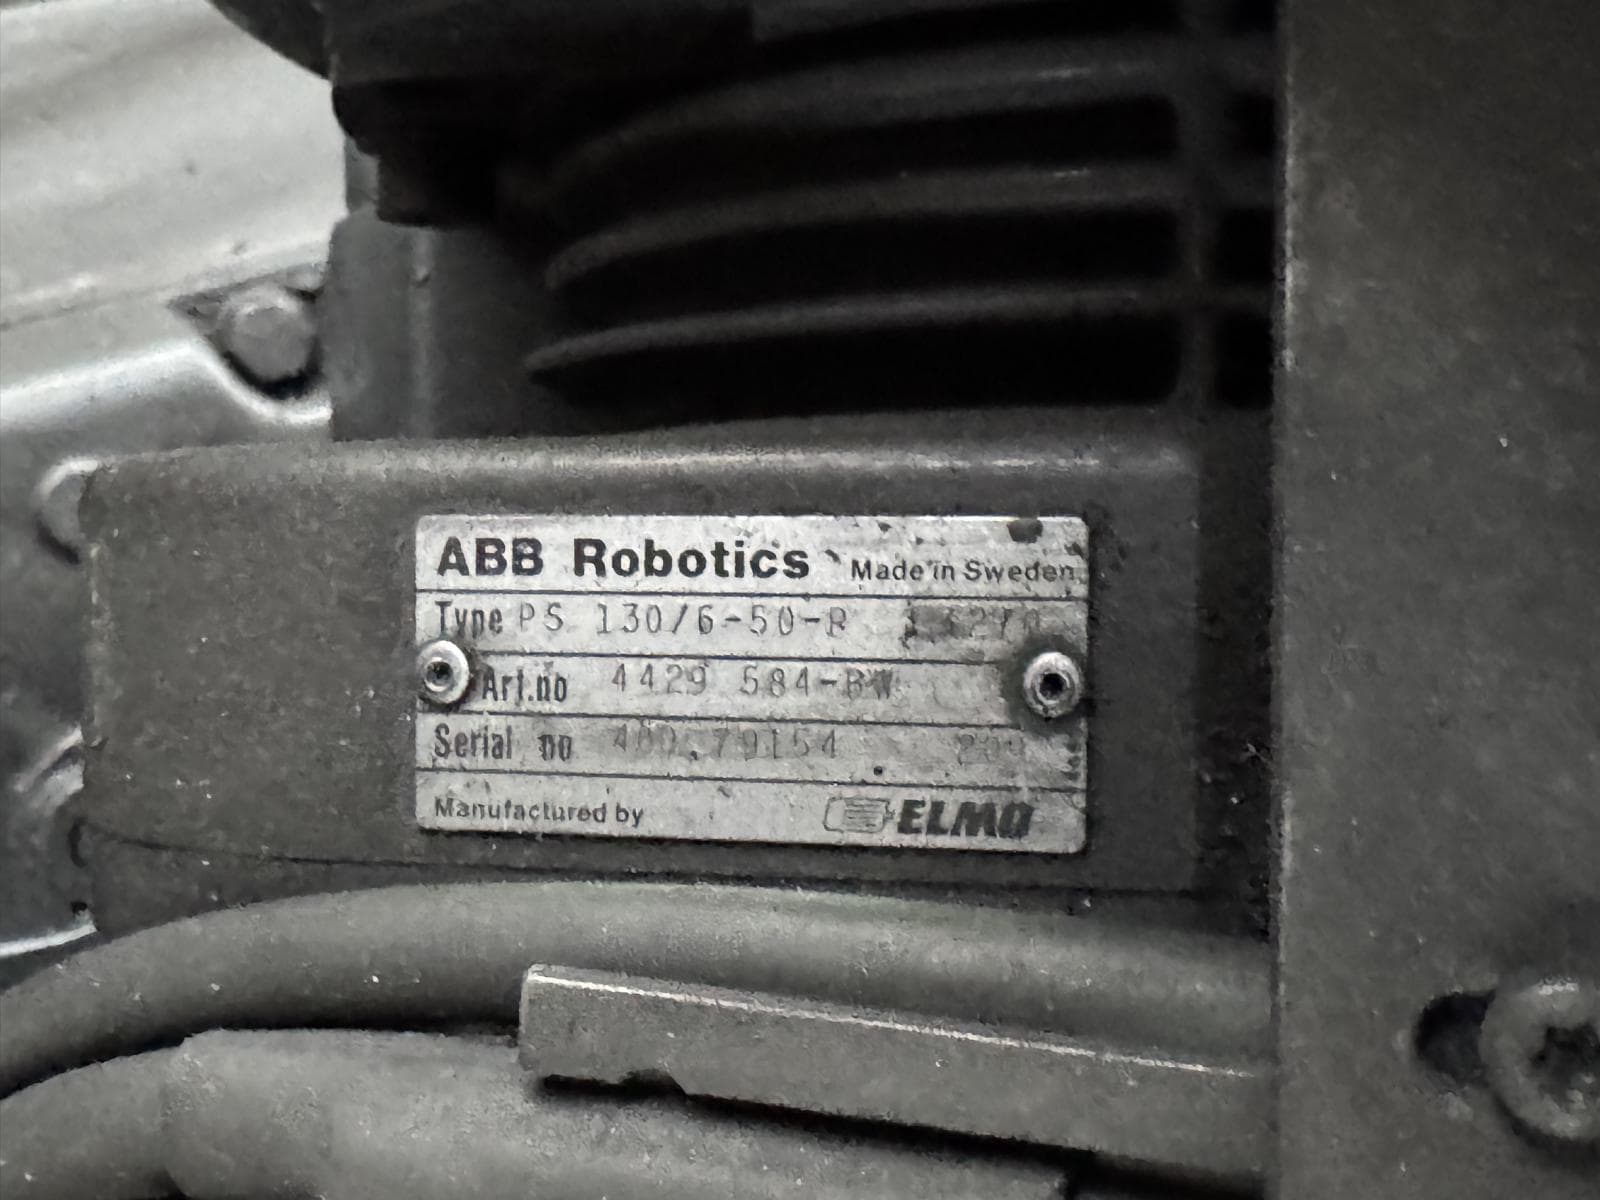 ABB Robotics Made in Sweden
Type PS 130/6-50-P
Art.no 4429 584-BW
Serial no
Manufactured by ELMO